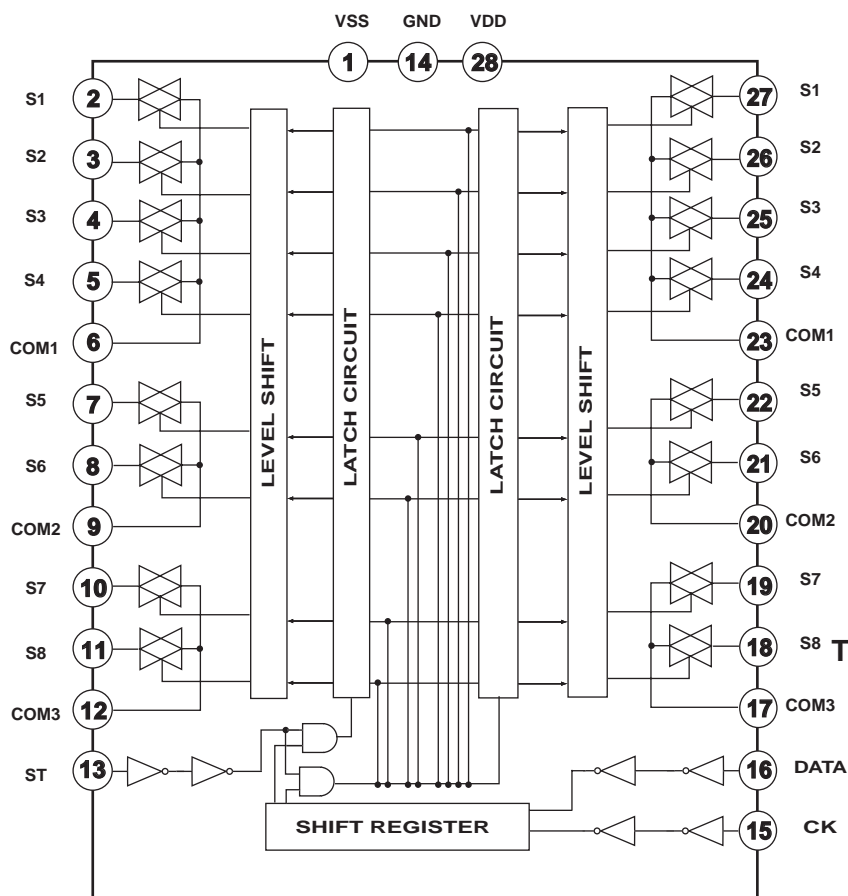 VSS GND VDD
1 14 28
S1 2 27 S1
S2 3 26 S2
S3 4 25 S3
S4 5 24 S4
COM1 6 23 COM1
S5 7 22 S5
S6 8 21 S6
COM2 9 20 COM2
S7 10 19 S7
S8 11 18 S8 T
COM3 12 17 COM3
ST 13 16 DATA
15 CK
LEVEL SHIFT
LATCH CIRCUIT
LATCH CIRCUIT
LEVEL SHIFT
SHIFT REGISTER